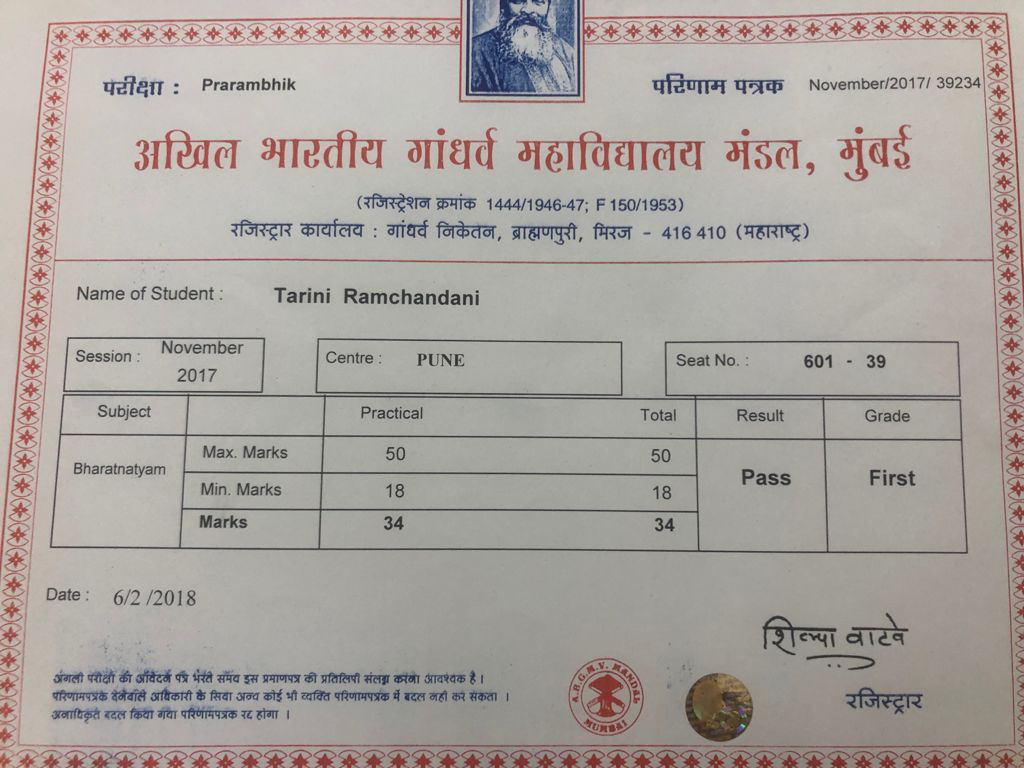 परीक्षा : Prarambhik
परिणाम पत्रक November/2017/ 39234
अखिल भारतीय गांधर्व महाविद्यालय मंडल, मुंबई
(रजिस्ट्रेशन क्रमांक 1444/1946-47; F 150/1953)
रजिस्ट्रार कार्यालय : गांधर्व निकेतन, ब्राह्मणपुरी, मिरज - 416 410 (महाराष्ट्र)
Name of Student : Tarini Ramchandani
Session : November 2017
Centre : PUNE
Seat No. : 601 - 39
Subject Practical Total Result Grade
Bharatnatyam
Max. Marks 50 50
Min. Marks 18 18
Marks 34 34
Pass First
Date : 6/2 /2018
शिल्पा वाटवे
रजिस्ट्रार
अगली परीक्षा का आवेदन पत्र भरते समय इस प्रमाणपत्र की प्रतिलिपि संलग्न करना आवश्यक है ।
परिणामपत्रक देनेवाले अधिकारी के सिवा अन्य कोई भी व्यक्ति परिणामपत्रक में बदल नही कर सकता ।
अनाधिकृत बदल किया गया परिणामपत्रक रद्द होगा ।
A.B.G.M.V. MANDAL
MUMBAI